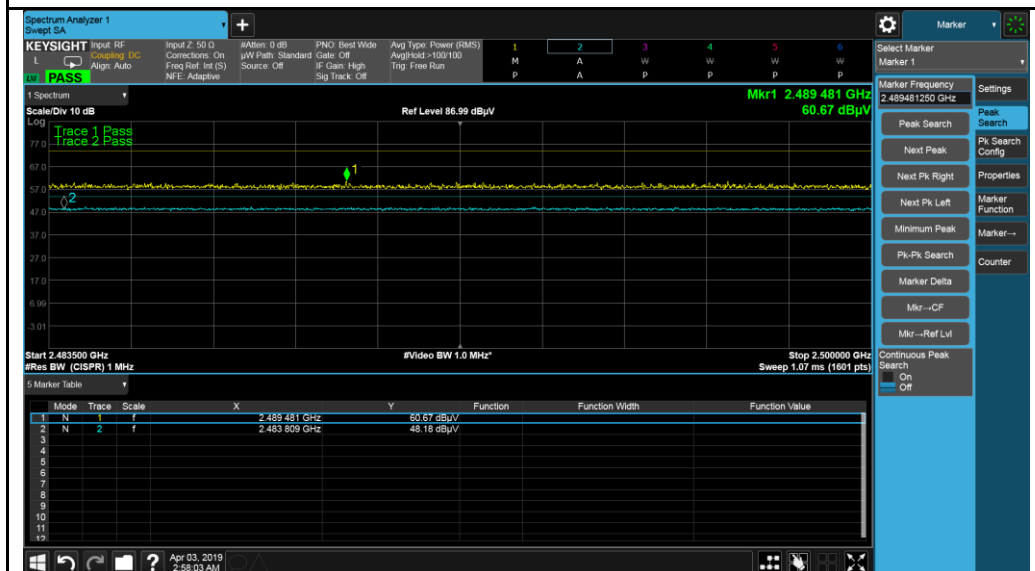 Spectrum Analyzer 1
Swept SA
+
Marker
KEYSIGHT Input: RF Input Z: 50 Ω #Atten: 0 dB PNO: Best Wide Avg Type: Power (RMS) 1 2 3 4 5 6
L Coupling: DC Corrections: On µW Path: Standard Gate: Off Avg|Hold:>100/100 M A W W W W
Align: Auto Freq Ref: Int (S) Source: Off IF Gain: High Trig: Free Run
NFE: Adaptive Sig Track: Off P A P P P P
LXI PASS
Select Marker
Marker 1
1 Spectrum
Mkr1 2.489 481 GHz
Scale/Div 10 dB Ref Level 86.99 dBµV 60.67 dBµV
Log
Trace 1 Pass
Trace 2 Pass
77.0
67.0
1
57.0
2
47.0
37.0
27.0
17.0
6.99
-3.01
Start 2.483500 GHz #Video BW 1.0 MHz* Stop 2.500000 GHz
#Res BW (CISPR) 1 MHz Sweep 1.07 ms (1601 pts)
5 Marker Table
Mode Trace Scale X Y Function Function Width Function Value
1 N 1 f 2.489 481 GHz 60.67 dBµV
2 N 2 f 2.483 809 GHz 48.18 dBµV
3
4
5
6
7
8
9
10
11
12
Marker Frequency
2.489481250 GHz
Peak Search
Next Peak
Next Pk Right
Next Pk Left
Minimum Peak
Pk-Pk Search
Marker Delta
Mkr→CF
Mkr→Ref Lvl
Continuous Peak
Search
On
Off
Settings
Peak
Search
Pk Search
Config
Properties
Marker
Function
Marker→
Counter
? Apr 03, 2019
2:58:03 AM